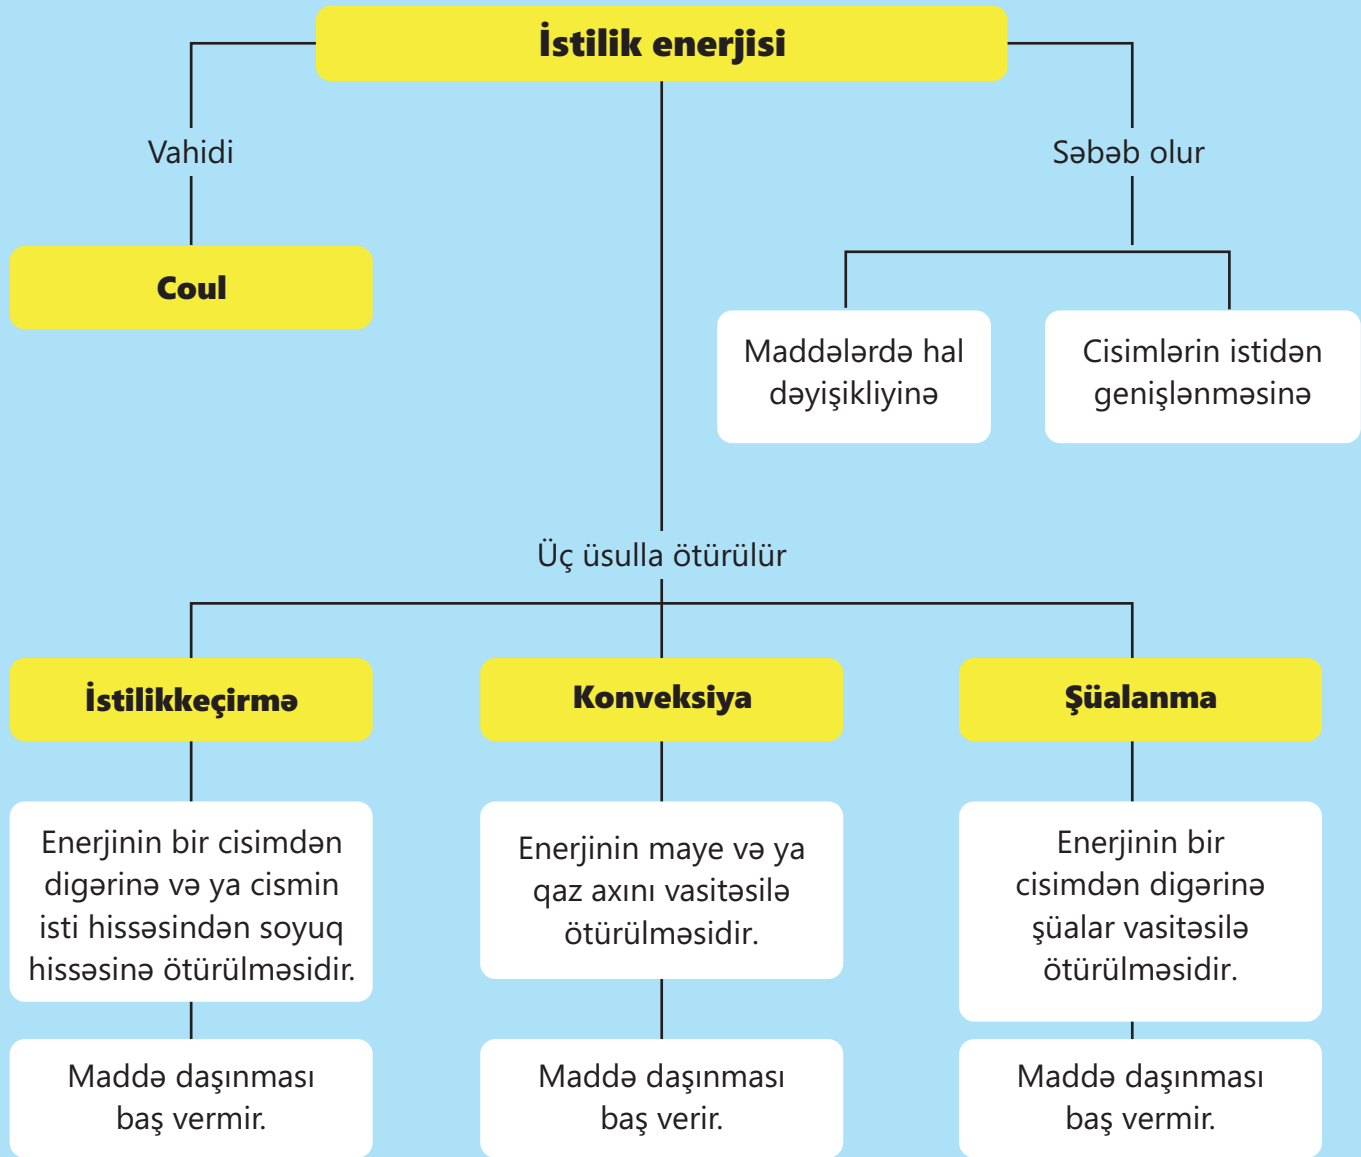 İstilik enerjisi
Vahidi
Səbəb olur
Coul
Maddələrdə hal
dəyişikliyinə
Cisimlərin istidən
genişlənməsinə
Üç üsulla ötürülür
İstilikkeçirmə
Konveksiya
Şüalanma
Enerjinin bir cisimdən
digərinə və ya cismin
isti hissəsindən soyuq
hissəsinə ötürülməsidir.
Enerjinin maye və ya
qaz axını vasitəsilə
ötürülməsidir.
Enerjinin bir
cisimdən digərinə
şüalar vasitəsilə
ötürülməsidir.
Maddə daşınması
baş vermir.
Maddə daşınması
baş verir.
Maddə daşınması
baş vermir.